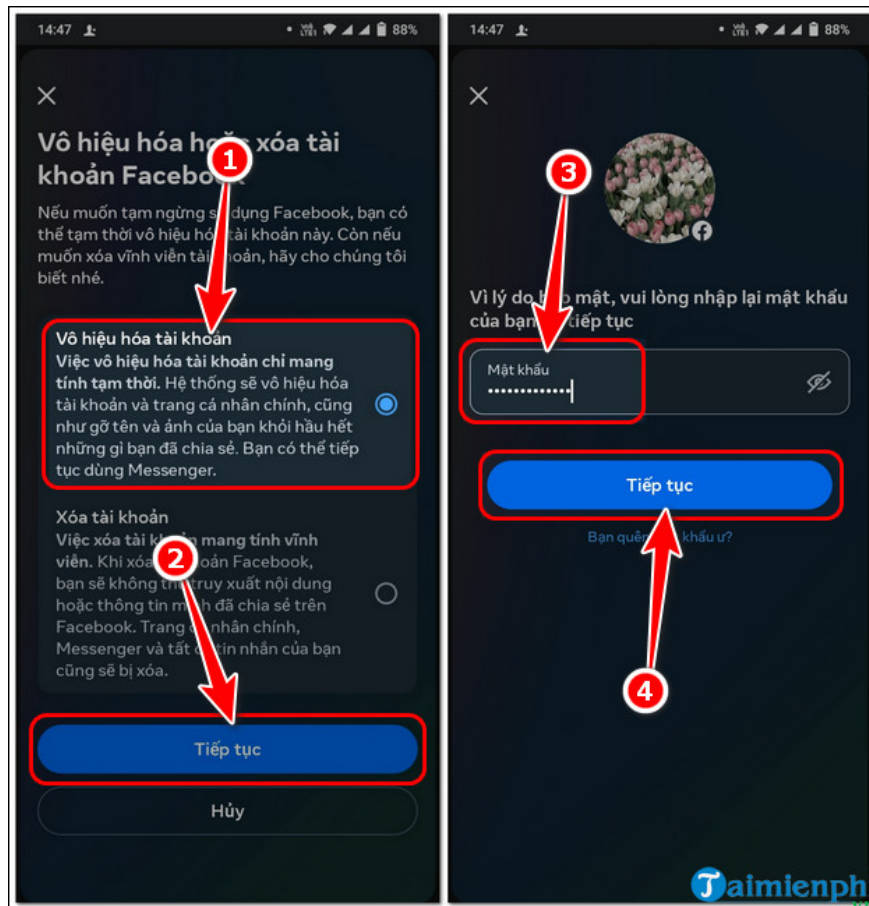 14:47
Vo)) LTE1
88%
Vô hiệu hóa hoặc xóa tài
khoản Facebook
Nếu muốn tạm ngừng sử dụng Facebook, bạn có
thể tạm thời vô hiệu hóa tài khoản này. Còn nếu
muốn xóa vĩnh viễn tài khoản, hãy cho chúng tôi
biết nhé.
1
Vô hiệu hóa tài khoản
Việc vô hiệu hóa tài khoản chỉ mang
tính tạm thời. Hệ thống sẽ vô hiệu hóa
tài khoản và trang cá nhân chính, cũng
như gỡ tên và ảnh của bạn khỏi hầu hết
những gì bạn đã chia sẻ. Bạn có thể tiếp
tục dùng Messenger.
Xóa tài khoản
Việc xóa tài khoản mang tính vĩnh
viễn. Khi xóa tài khoản Facebook,
bạn sẽ không thể truy xuất nội dung
hoặc thông tin mình đã chia sẻ trên
Facebook. Trang cá nhân chính,
Messenger và tất cả tin nhắn của bạn
cũng sẽ bị xóa.
2
Tiếp tục
Hủy
14:47
Vo)) LTE1
88%
3
Vì lý do bảo mật, vui lòng nhập lại mật khẩu
của bạn để tiếp tục
Mật khẩu
•••••••••••••
Tiếp tục
Bạn quên mật khẩu ư?
4
Taimienph